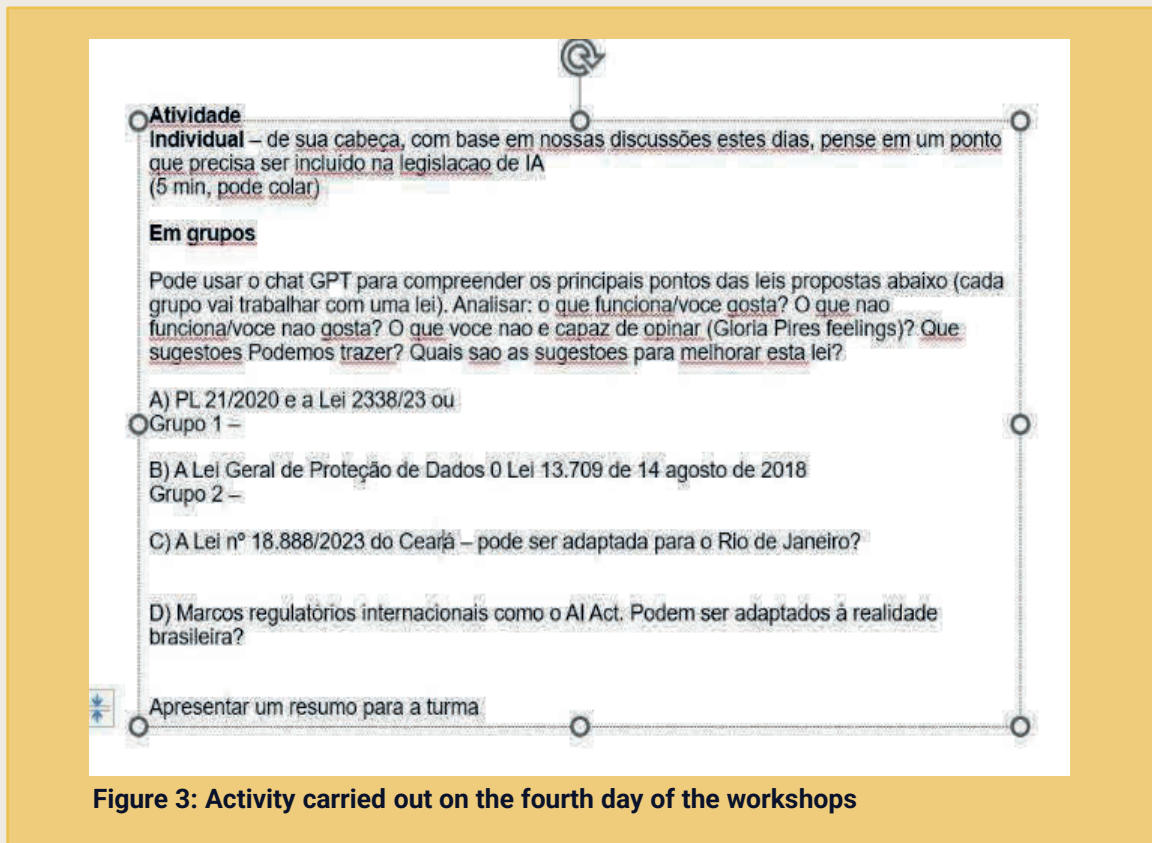 Atividade
Individual – de sua cabeça, com base em nossas discussões estes dias, pense em um ponto
que precisa ser incluído na legislacao de IA
(5 min, pode colar)
Em grupos
Pode usar o chat GPT para compreender os principais pontos das leis propostas abaixo (cada
grupo vai trabalhar com uma lei). Analisar: o que funciona/voce gosta? O que nao
funciona/voce nao gosta? O que voce nao e capaz de opinar (Gloria Pires feelings)? Que
sugestoes Podemos trazer? Quais sao as sugestoes para melhorar esta lei?
A) PL 21/2020 e a Lei 2338/23 ou
Grupo 1 –
B) A Lei Geral de Proteção de Dados 0 Lei 13.709 de 14 agosto de 2018
Grupo 2 –
C) A Lei nº 18.888/2023 do Ceará – pode ser adaptada para o Rio de Janeiro?
D) Marcos regulatórios internacionais como o AI Act. Podem ser adaptados à realidade
brasileira?
Apresentar um resumo para a turma
Figure 3: Activity carried out on the fourth day of the workshops